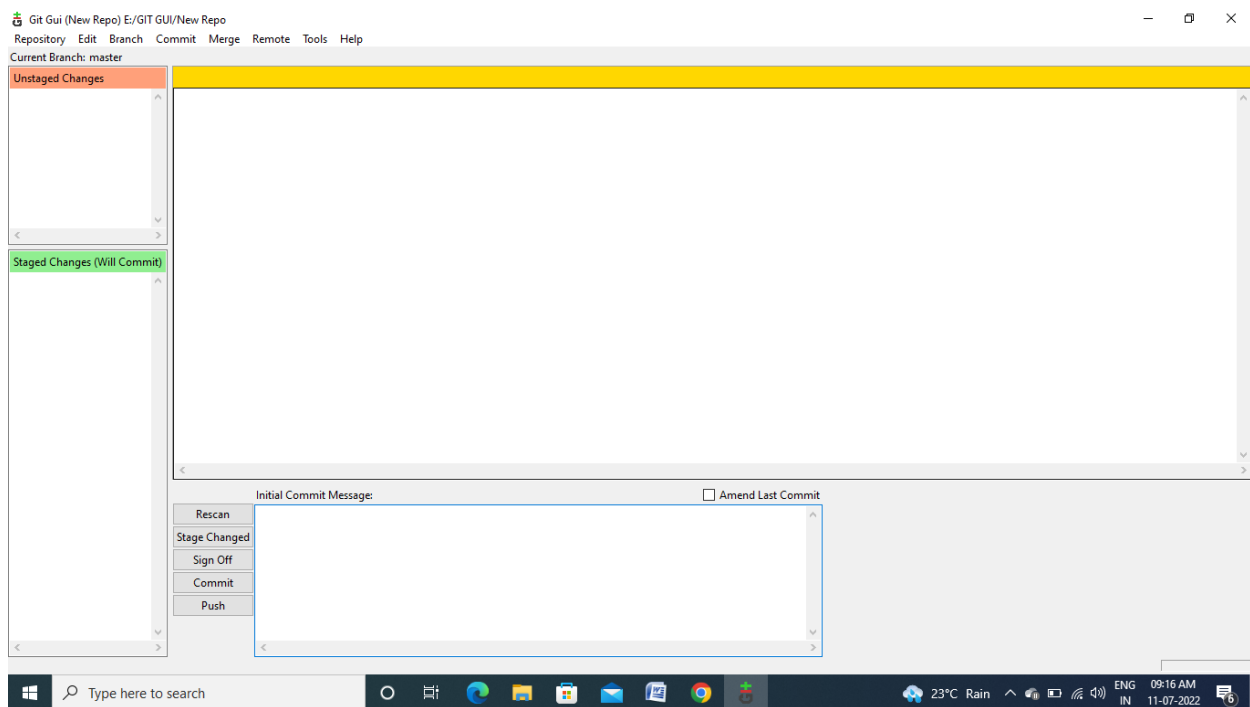 Git Gui (New Repo) E:/GIT GUI/New Repo
Repository Edit Branch Commit Merge Remote Tools Help
Current Branch: master
Unstaged Changes
Staged Changes (Will Commit)
Initial Commit Message:
Amend Last Commit
Rescan
Stage Changed
Sign Off
Commit
Push
Type here to search
23°C Rain
ENG
IN
09:16 AM
11-07-2022
6